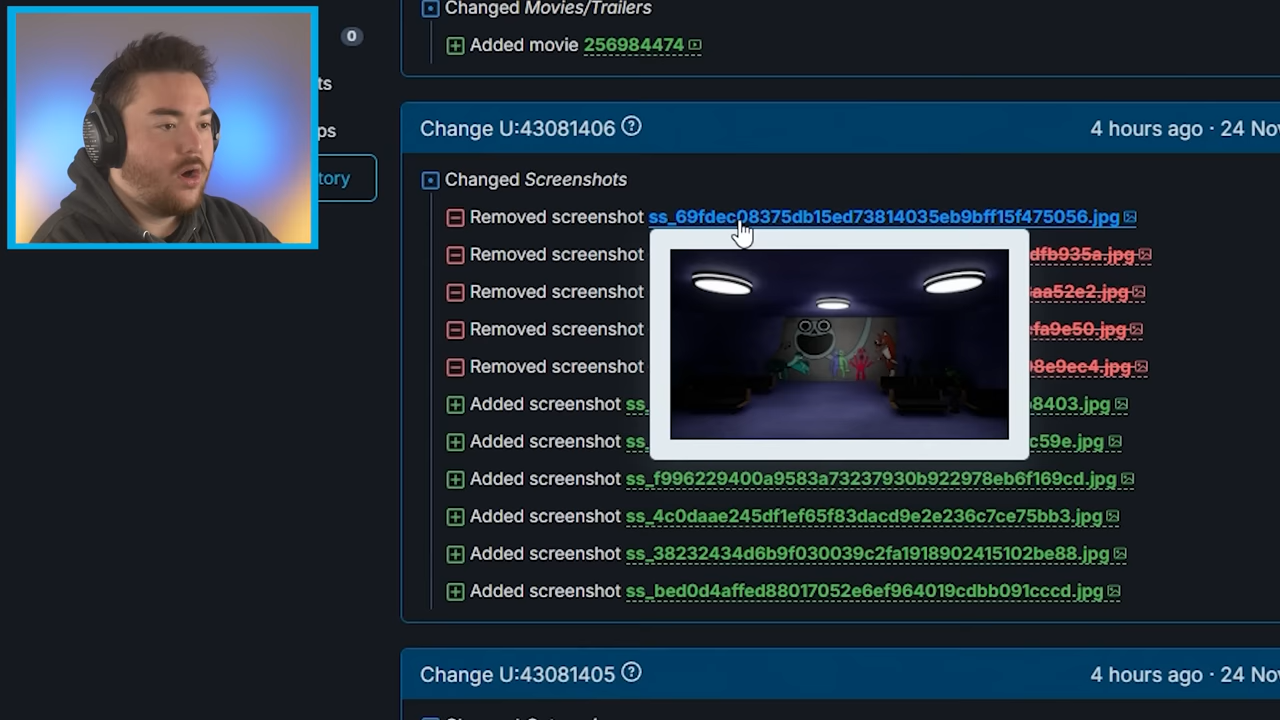 Changed Movies/Trailers
0
Added movie 256984474
ts
Change U:43081406
4 hours ago · 24 Nov
ps
Changed Screenshots
tory
Removed screenshot ss_69fdec08375db15ed73814035eb9bff15f475056.jpg
Removed screenshot dfb935a.jpg
Removed screenshot aa52e2.jpg
Removed screenshot fa9e50.jpg
Removed screenshot 8e9ec4.jpg
Added screenshot ss_ 8403.jpg
Added screenshot ss_ c59e.jpg
Added screenshot ss_f996229400a9583a73237930b922978eb6f169cd.jpg
Added screenshot ss_4c0daae245df1ef65f83dacd9e2e236c7ce75bb3.jpg
Added screenshot ss_38232434d6b9f030039c2fa1918902415102be88.jpg
Added screenshot ss_bed0d4affed88017052e6ef964019cdbb091cccd.jpg
Change U:43081405
4 hours ago · 24 Nov